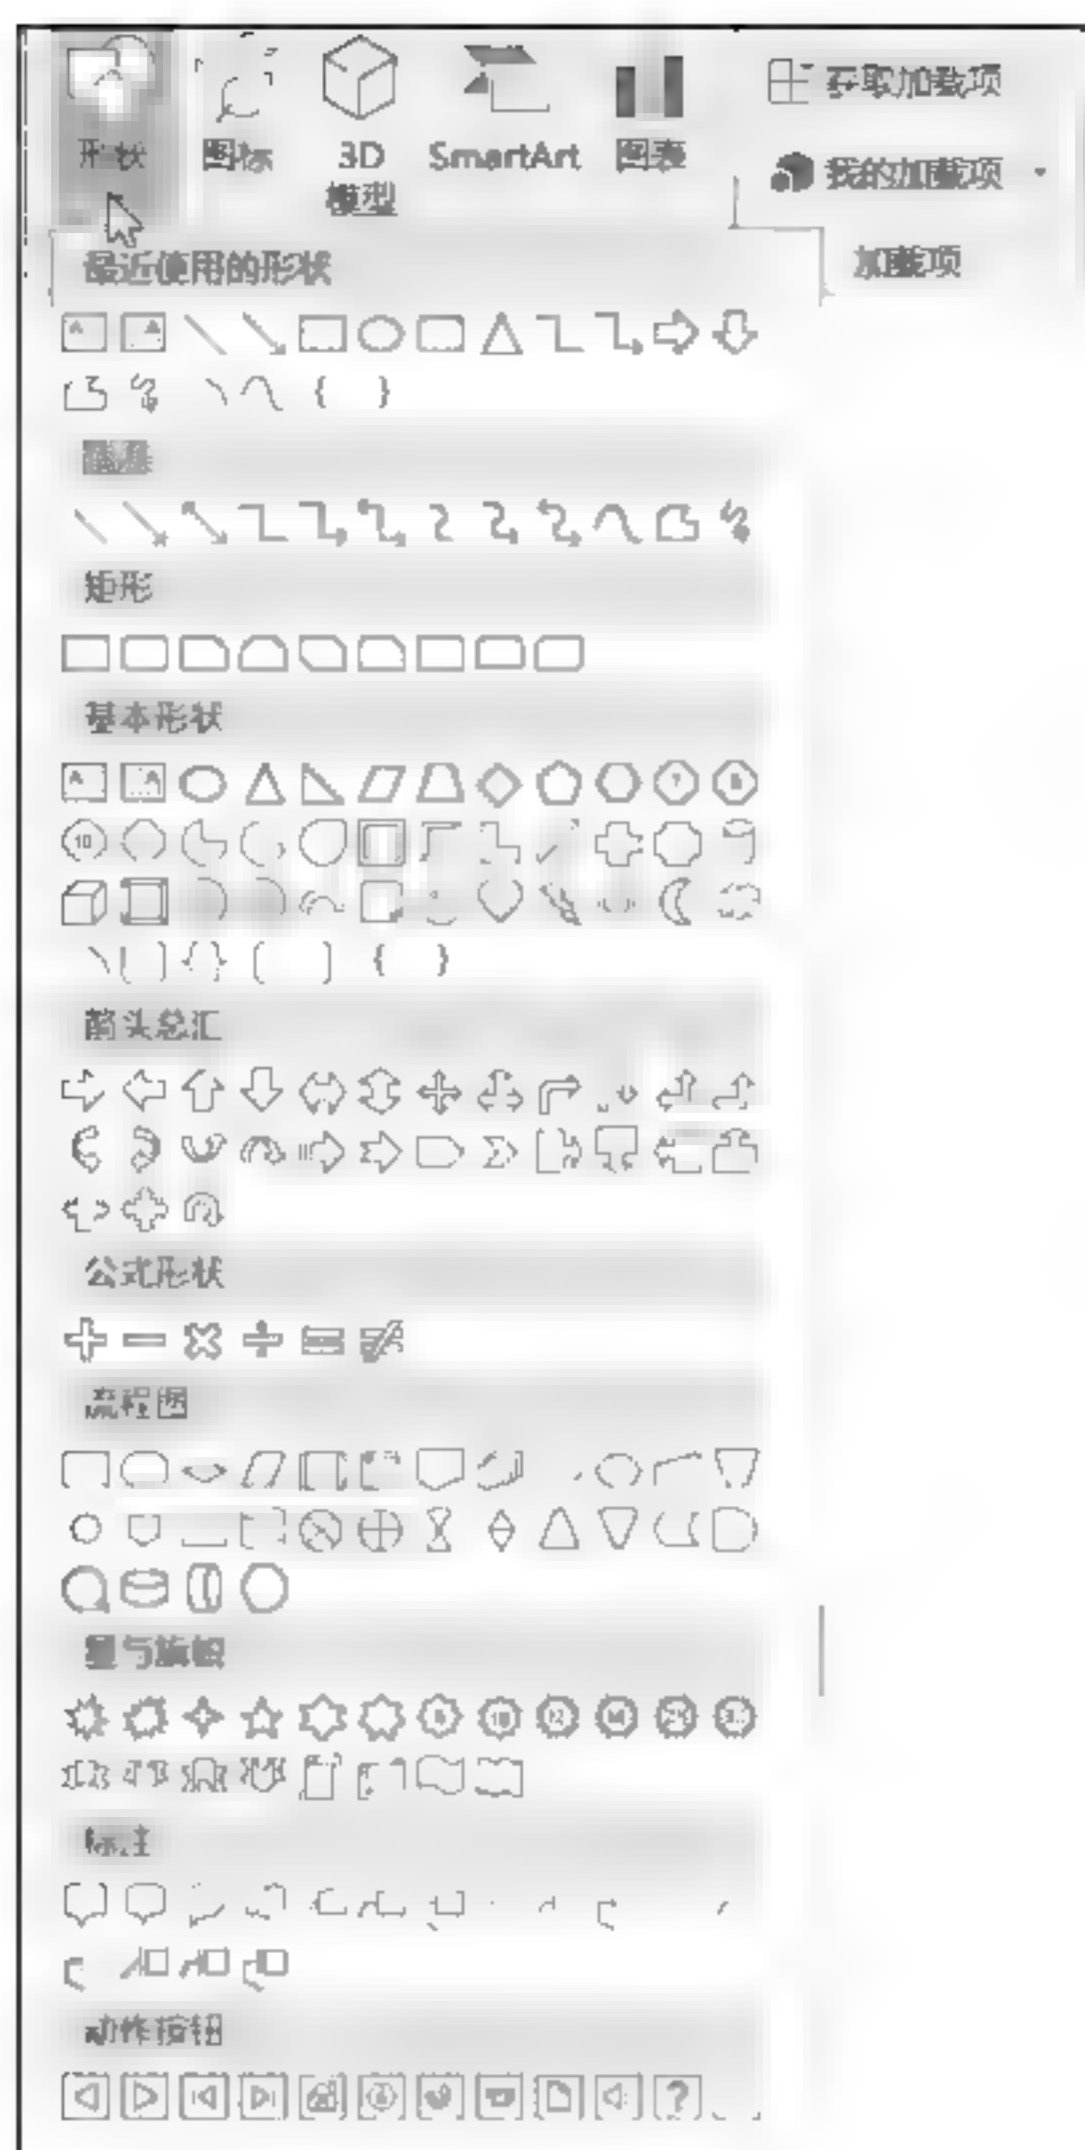 获取加载项
形状 图标 3D SmartArt 图表
模型
我的加载项
加载项
最近使用的形状
线条
矩形
基本形状
箭头总汇
公式形状
流程图
星与旗帜
标注
动作按钮